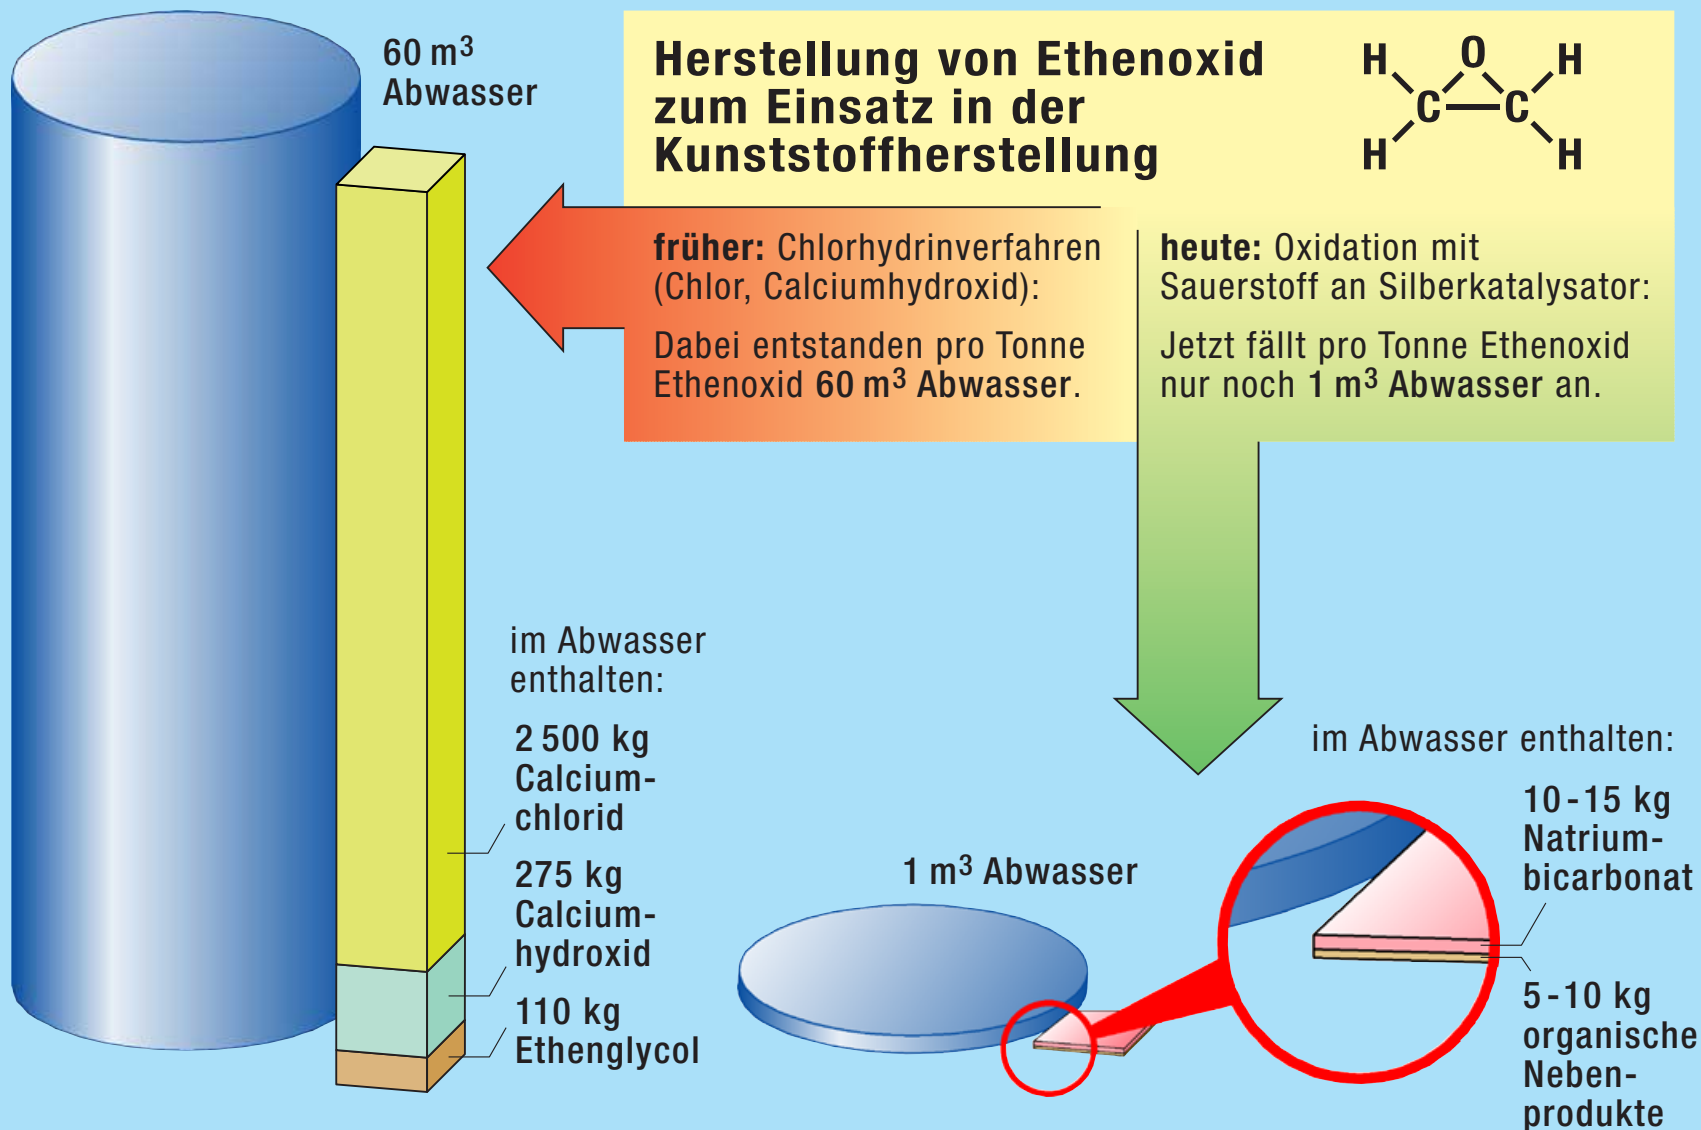 60 m³
Abwasser
Herstellung von Ethenoxid
zum Einsatz in der
Kunststoffherstellung
H O H
C C
H H
früher: Chlorhydrinverfahren
(Chlor, Calciumhydroxid):
Dabei entstanden pro Tonne
Ethenoxid 60 m³ Abwasser.
heute: Oxidation mit
Sauerstoff an Silberkatalysator:
Jetzt fällt pro Tonne Ethenoxid
nur noch 1 m³ Abwasser an.
im Abwasser
enthalten:
2 500 kg
Calcium-
chlorid
275 kg
Calcium-
hydroxid
110 kg
Ethenglycol
1 m³ Abwasser
im Abwasser enthalten:
10-15 kg
Natrium-
bicarbonat
5-10 kg
organische
Neben-
produkte